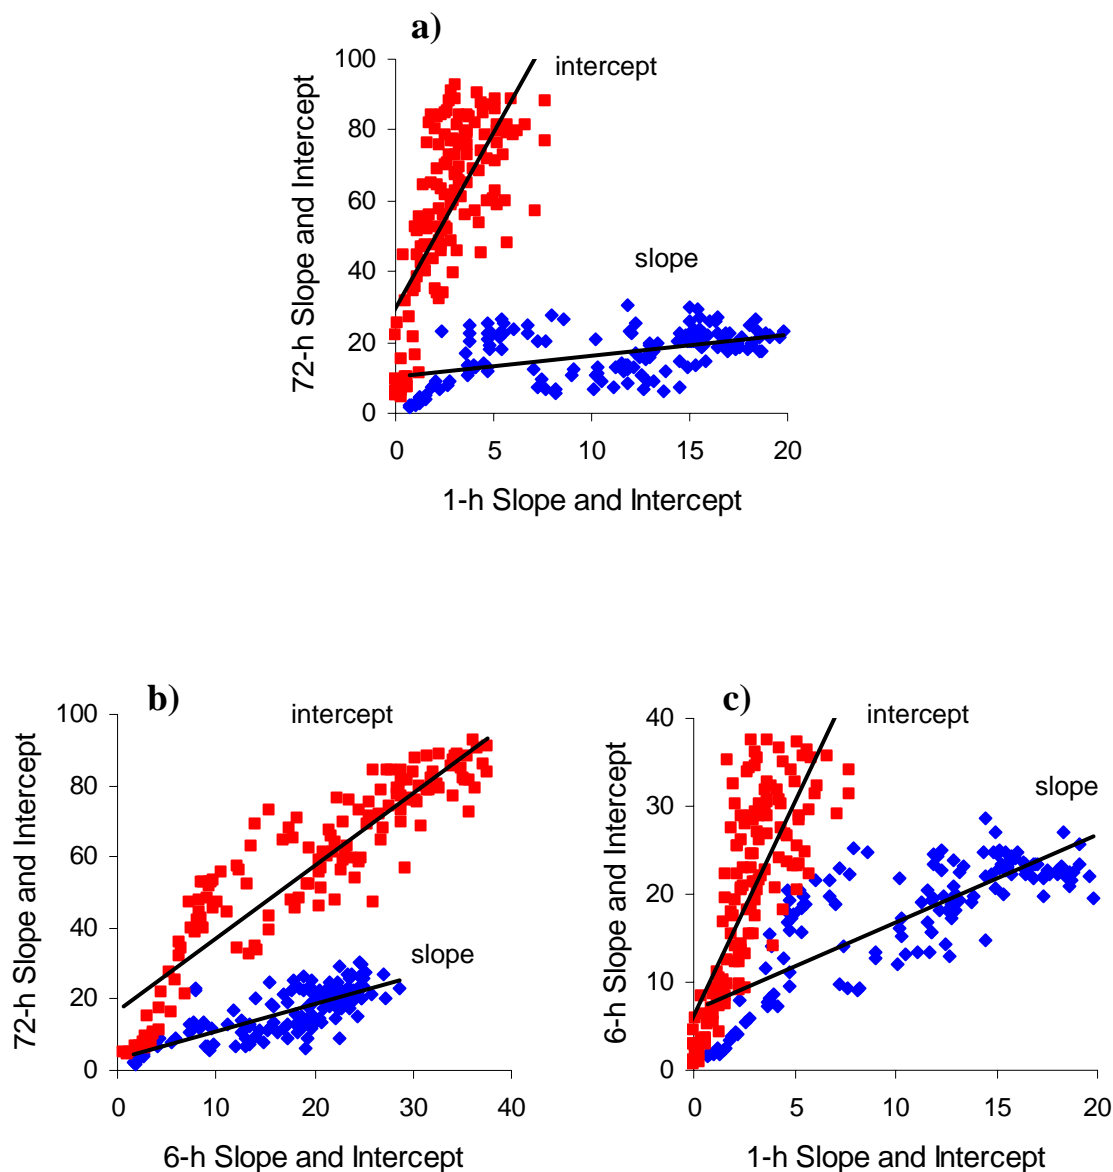 a)
100
80
60
40
20
0
72-h Slope and Intercept
intercept
slope
0 5 10 15 20
1-h Slope and Intercept
b)
100
80
60
40
20
0
72-h Slope and Intercept
intercept
slope
0 10 20 30 40
6-h Slope and Intercept
c)
40
30
20
10
0
6-h Slope and Intercept
intercept
slope
0 5 10 15 20
1-h Slope and Intercept